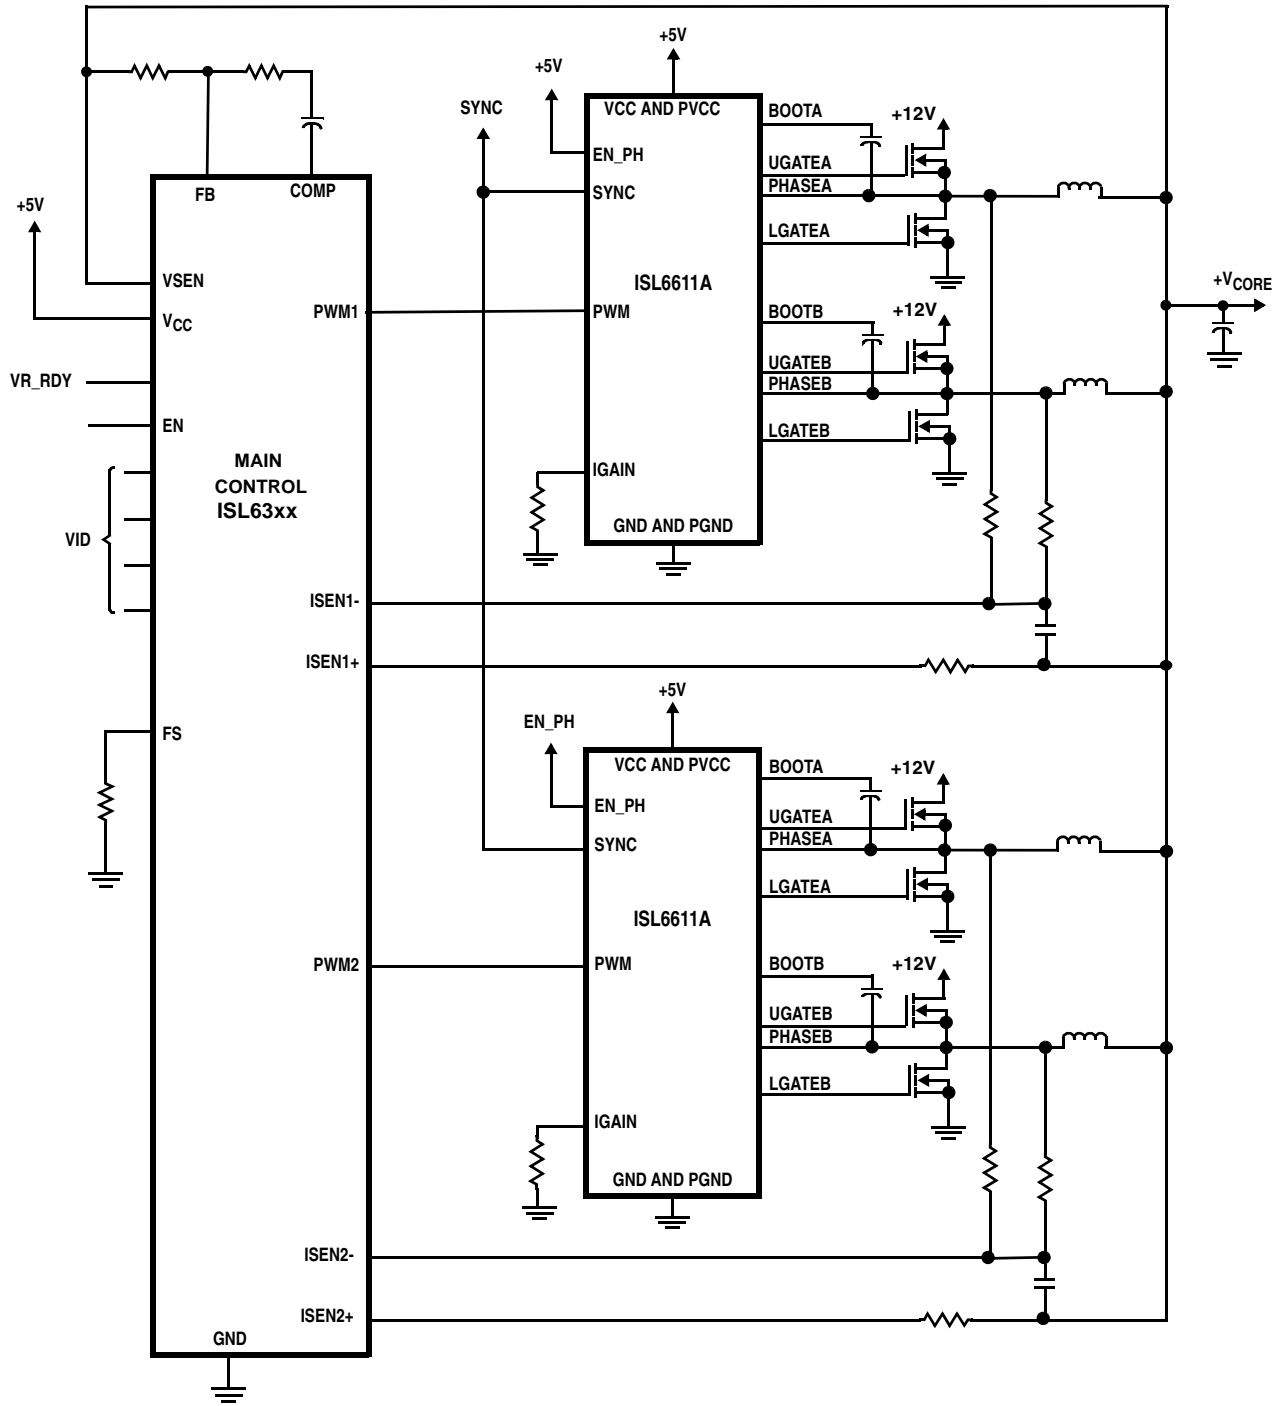 +5V
+5V
SYNC
VCC AND PVCC
BOOTA
+12V
EN_PH
UGATEA
SYNC
PHASEA
LGATEA
ISL6611A
PWM
BOOTB
+12V
UGATEB
PHASEB
LGATEB
IGAIN
GND AND PGND
+VCORE
FB
COMP
+5V
VSEN
VCC
PWM1
VR_RDY
EN
MAIN
CONTROL
ISL63xx
VID
ISEN1-
ISEN1+
FS
PWM2
ISEN2-
ISEN2+
GND
+5V
EN_PH
VCC AND PVCC
BOOTA
+12V
EN_PH
UGATEA
SYNC
PHASEA
LGATEA
ISL6611A
PWM
BOOTB
+12V
UGATEB
PHASEB
LGATEB
IGAIN
GND AND PGND